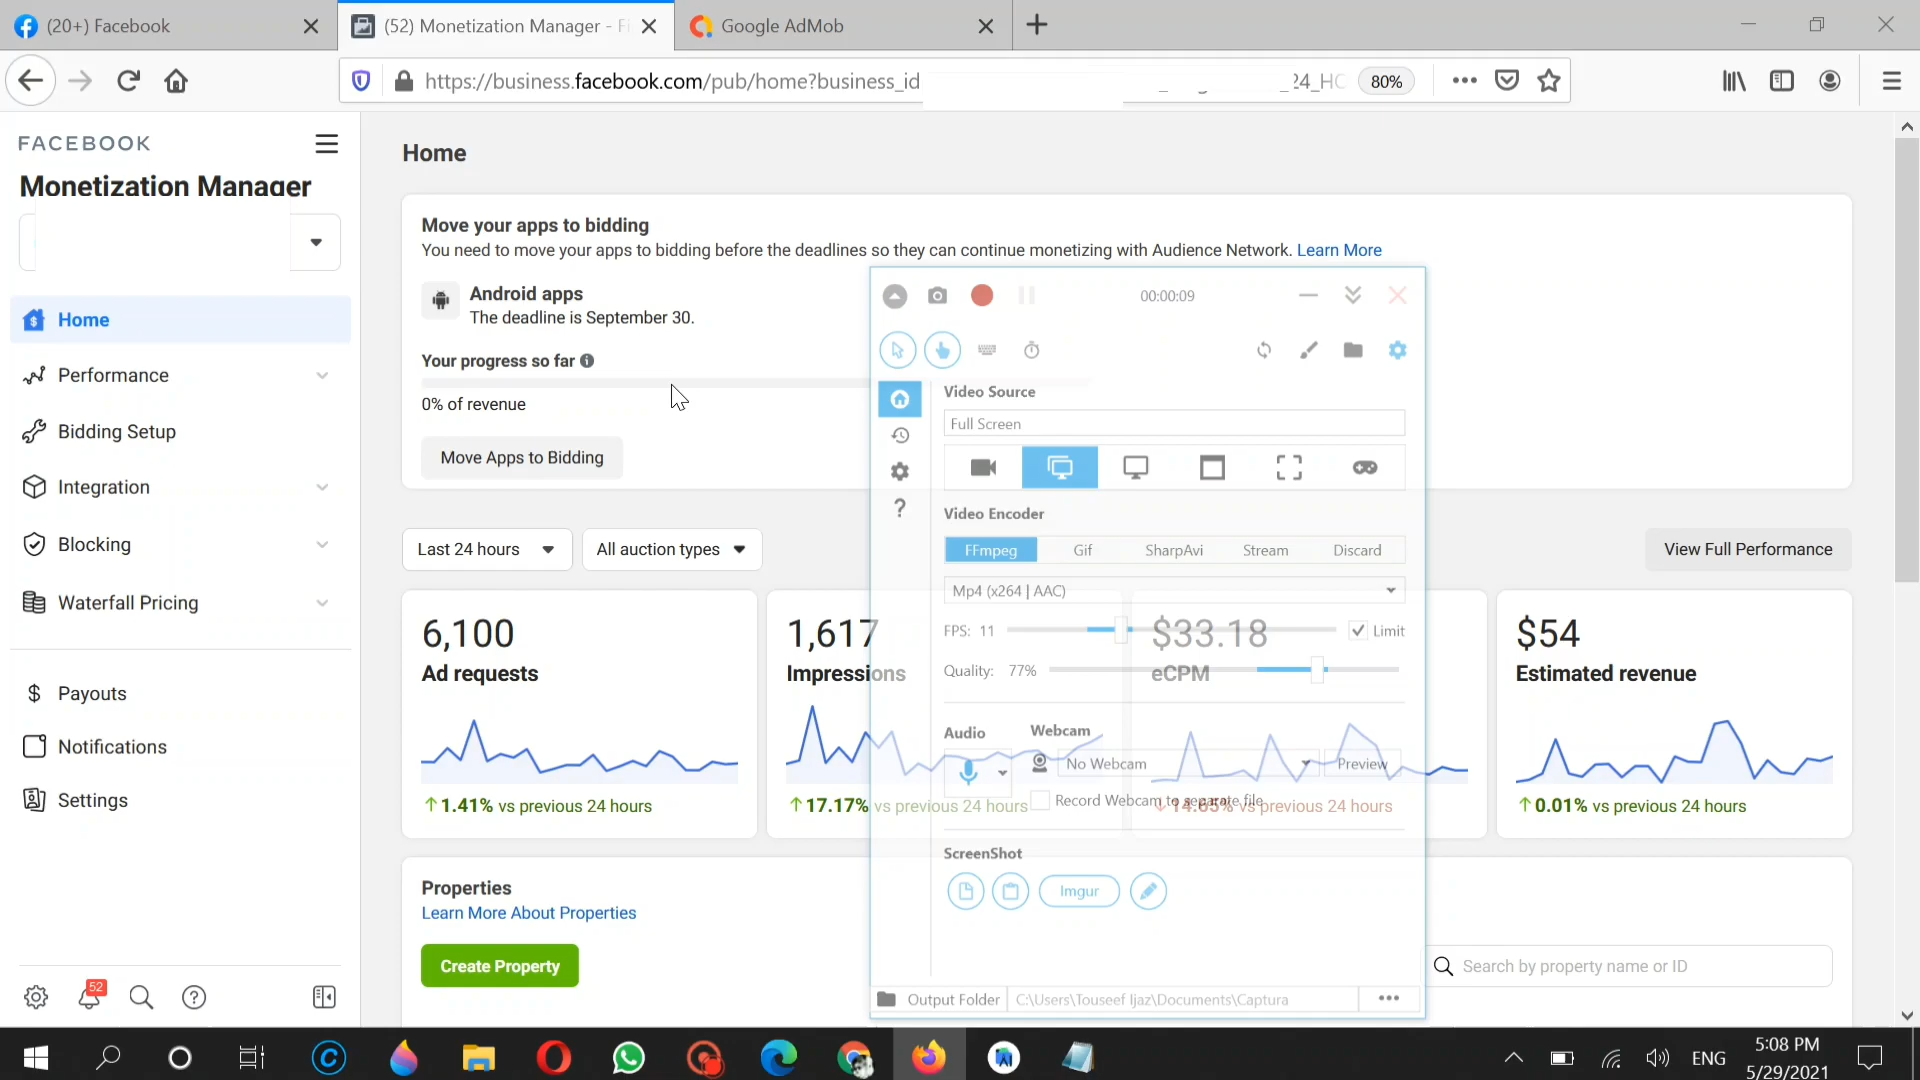 (20+) Facebook
(52) Monetization Manager - Fi
Google AdMob
https://business.facebook.com/pub/home?business_id
24_HO
80%
FACEBOOK
Monetization Manager
Home
Performance
Bidding Setup
Integration
Blocking
Waterfall Pricing
$ Payouts
Notifications
Settings
52
Home
Move your apps to bidding
You need to move your apps to bidding before the deadlines so they can continue monetizing with Audience Network. Learn More
Android apps
The deadline is September 30.
Your progress so far
0% of revenue
Move Apps to Bidding
Last 24 hours
All auction types
View Full Performance
6,100
Ad requests
1.41% vs previous 24 hours
1,617
Impressions
17.17% vs previous 24 hours
$33.18
eCPM
vs previous 24 hours
$54
Estimated revenue
0.01% vs previous 24 hours
Properties
Learn More About Properties
Create Property
Search by property name or ID
00:00:09
Video Source
Full Screen
Video Encoder
FFmpeg
Gif
SharpAvi
Stream
Discard
Mp4 (x264 | AAC)
FPS: 11
Limit
Quality: 77%
Audio
Webcam
No Webcam
Preview
Record Webcam to separate file
ScreenShot
Imgur
Output Folder
C:\Users\Touseef Ijaz\Documents\Captura
ENG
5:08 PM
5/29/2021